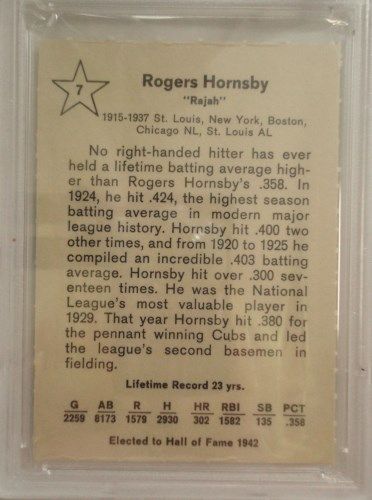 7
Rogers Hornsby
"Rajah"
1915-1937 St. Louis, New York, Boston,
Chicago NL, St. Louis AL
No right-handed hitter has ever
held a lifetime batting average high-
er than Rogers Hornsby's .358. In
1924, he hit .424, the highest season
batting average in modern major
league history. Hornsby hit .400 two
other times, and from 1920 to 1925 he
compiled an incredible .403 batting
average. Hornsby hit over .300 sev-
enteen times. He was the National
League's most valuable player in
1929. That year Hornsby hit .380 for
the pennant winning Cubs and led
the league's second basemen in
fielding.
Lifetime Record 23 yrs.
G AB R H HR RBI SB PCT
2259 8173 1579 2930 302 1582 135 .358
Elected to Hall of Fame 1942